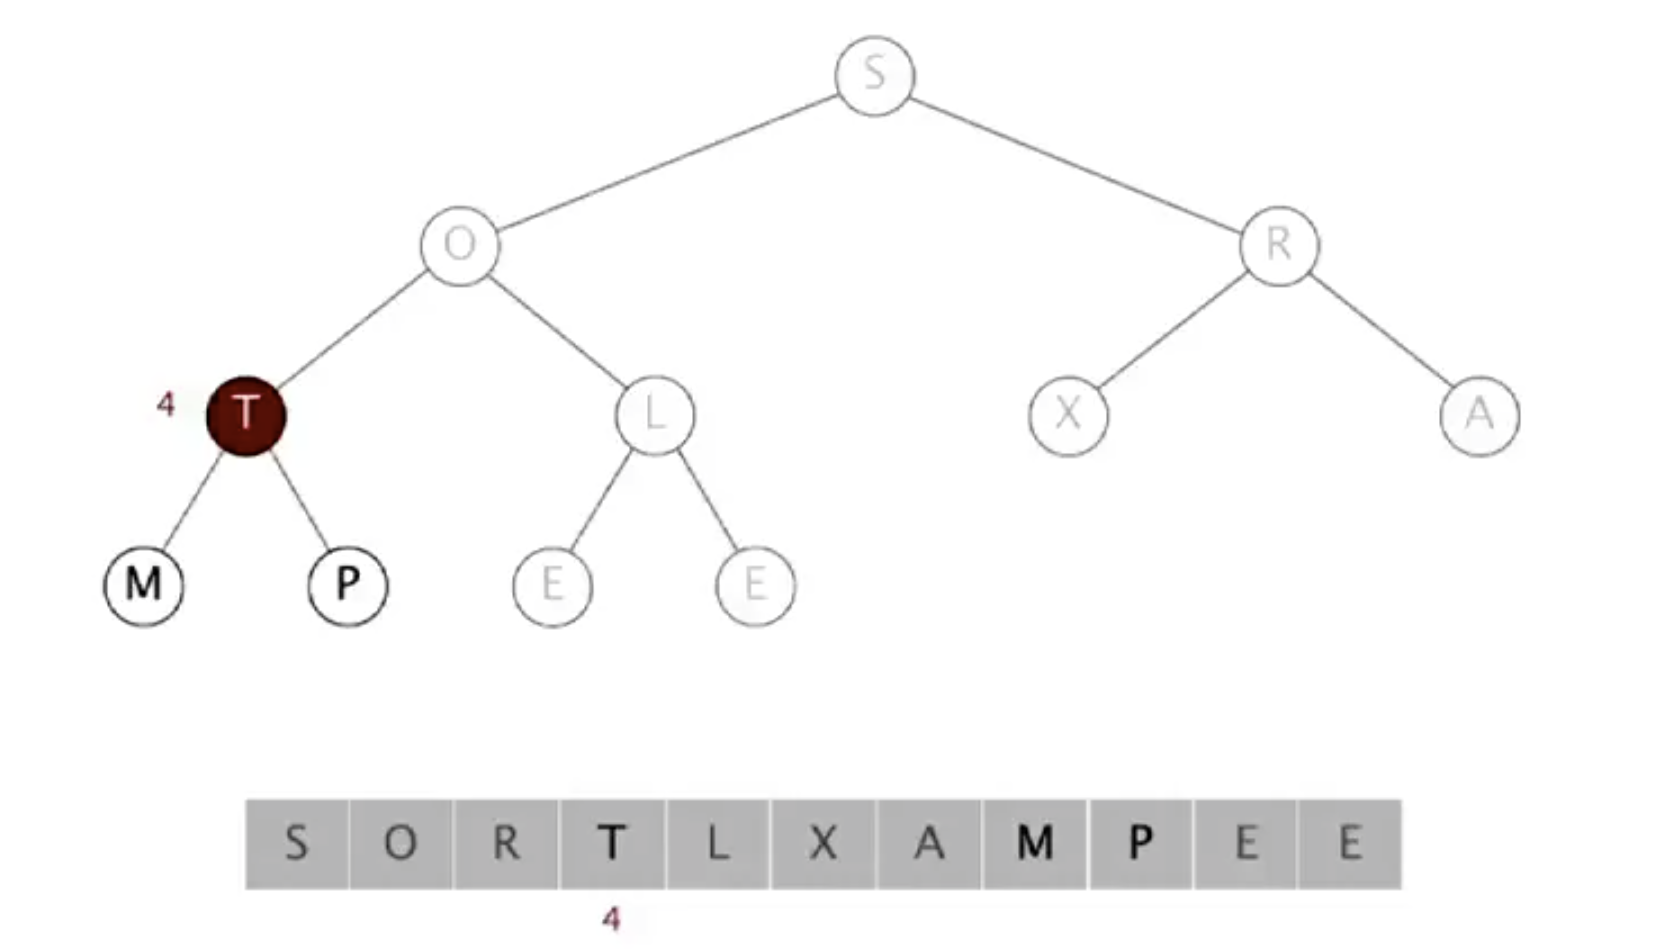 S
O R
4 T L X A
M P E E
S O R T L X A M P E E
4